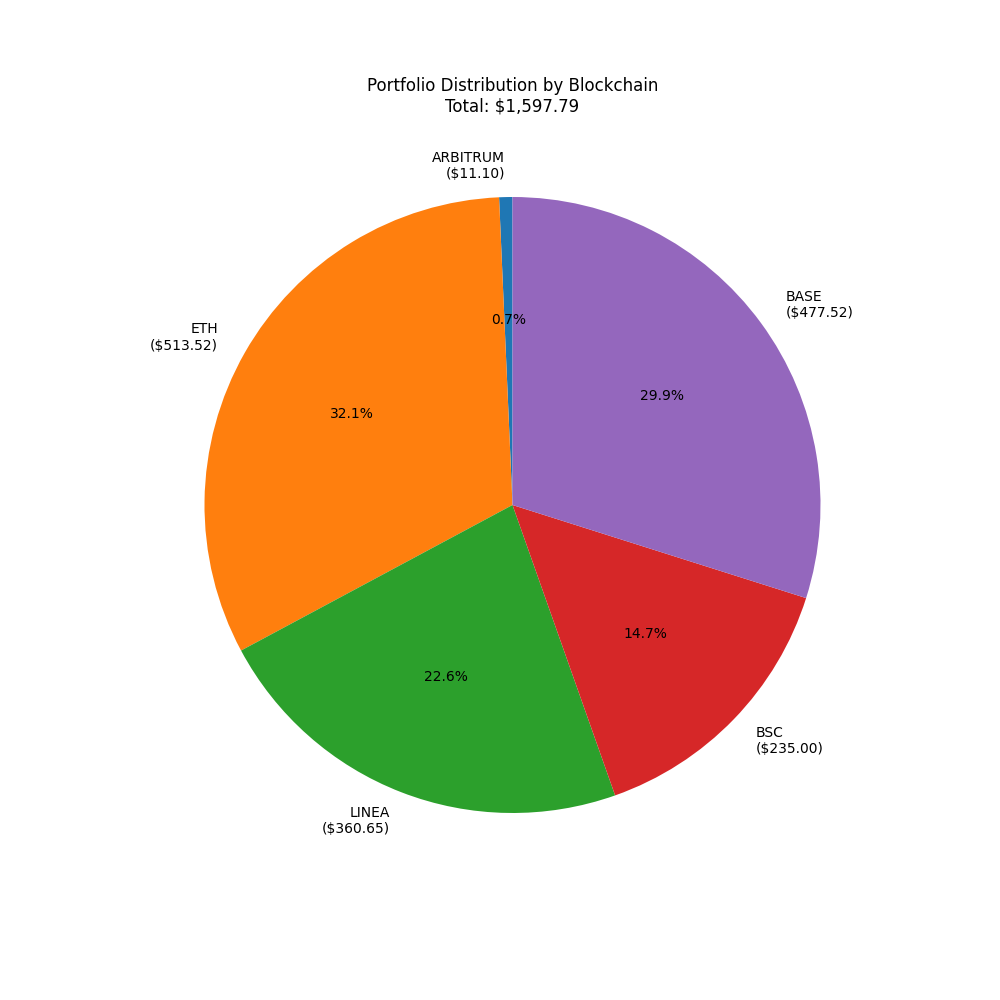 Portfolio Distribution by Blockchain
Total: $1,597.79
ARBITRUM
($11.10)
0.7%
BASE
($477.52)
29.9%
ETH
($513.52)
32.1%
14.7%
BSC
($235.00)
22.6%
LINEA
($360.65)